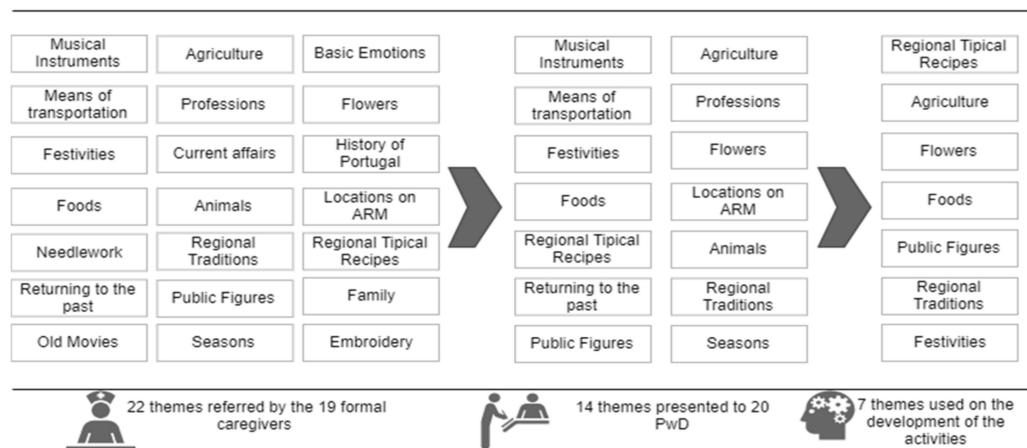 Musical
Instruments
Agriculture
Basic Emotions
Means of
transportation
Professions
Flowers
Festivities
Current affairs
History of
Portugal
Foods
Animals
Locations on
ARM
Needlework
Regional
Traditions
Regional Tipical
Recipes
Returning to the
past
Public Figures
Family
Old Movies
Seasons
Embroidery
Musical
Instruments
Agriculture
Means of
transportation
Professions
Festivities
Flowers
Foods
Locations on
ARM
Regional Tipical
Recipes
Animals
Returning to the
past
Regional
Traditions
Public Figures
Seasons
Regional Tipical
Recipes
Agriculture
Flowers
Foods
Public Figures
Regional
Traditions
Festivities
22 themes referred by the 19 formal
caregivers
14 themes presented to 20
PwD
7 themes used on the
development of the
activities